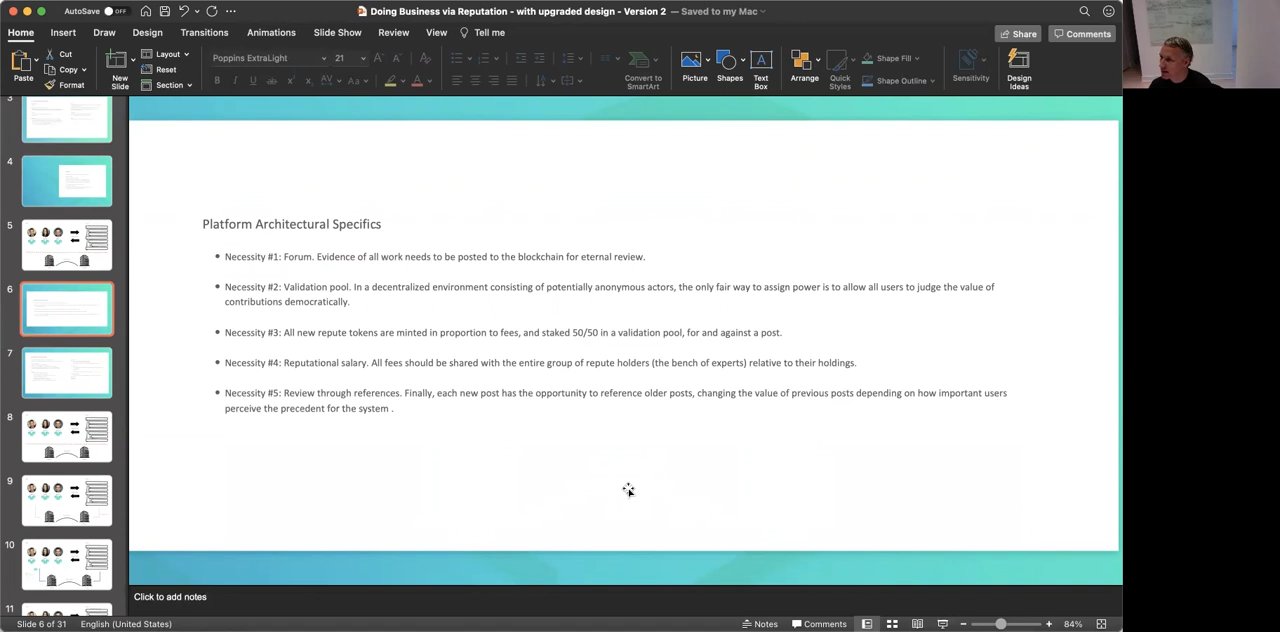 AutoSave OFF
Doing Business via Reputation - with upgraded design - Version 2 — Saved to my Mac
Home Insert Draw Design Transitions Animations Slide Show Review View Tell me
Share Comments
Paste
Cut
Copy
Format
New Slide
Layout
Reset
Section
Poppins ExtraLight 21
Convert to SmartArt
Picture
Shapes
Text Box
Arrange
Quick Styles
Shape Fill
Shape Outline
Sensitivity
Design Ideas
3
4
5
6
7
8
9
10
11
Platform Architectural Specifics
• Necessity #1: Forum. Evidence of all work needs to be posted to the blockchain for eternal review.
• Necessity #2: Validation pool. In a decentralized environment consisting of potentially anonymous actors, the only fair way to assign power is to allow all users to judge the value of
contributions democratically.
• Necessity #3: All new repute tokens are minted in proportion to fees, and staked 50/50 in a validation pool, for and against a post.
• Necessity #4: Reputational salary. All fees should be shared with the entire group of repute holders (the bench of experts) relative to their holdings.
• Necessity #5: Review through references. Finally, each new post has the opportunity to reference older posts, changing the value of previous posts depending on how important users
perceive the precedent for the system .
Click to add notes
Slide 6 of 31 English (United States)
Notes Comments 84%